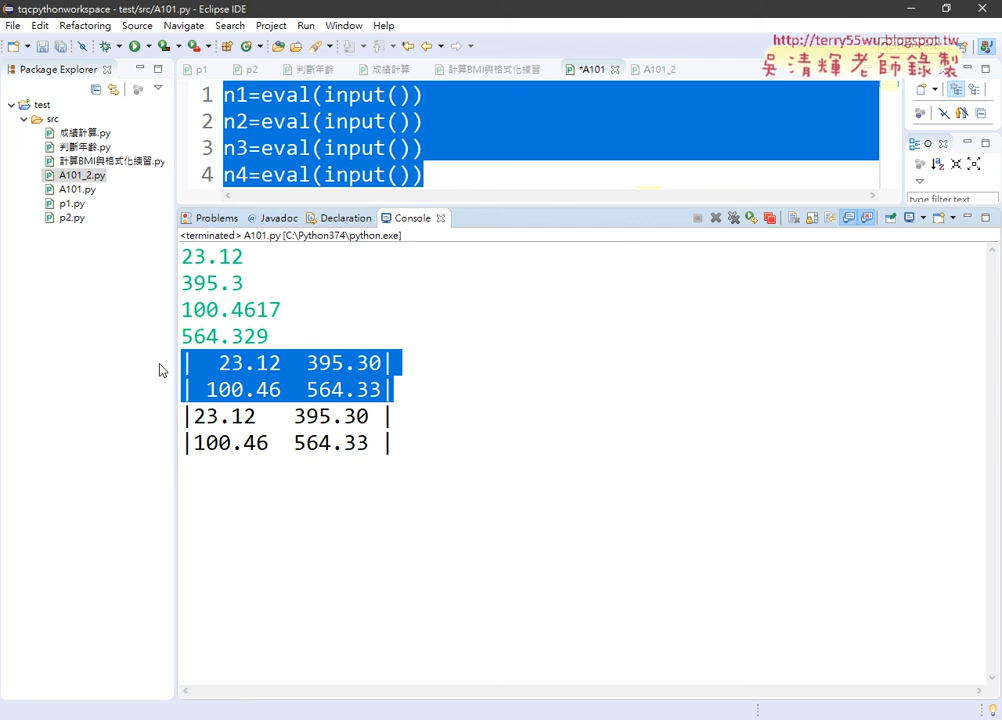 tqcpythonworkspace - test/src/A101.py - Eclipse IDE
File Edit Refactoring Source Navigate Search Project Run Window Help
http://terry55wu.blogspot.tw
吳清輝老師錄製
Package Explorer
p1 p2 判斷年齡 成績計算 計算BMI與格式化練習 *A101 A101_2
test
src
成績計算.py
判斷年齡.py
計算BMI與格式化練習.py
A101_2.py
A101.py
p1.py
p2.py
1 n1=eval(input())
2 n2=eval(input())
3 n3=eval(input())
4 n4=eval(input())
O
type filter text
Problems Javadoc Declaration Console
<terminated> A101.py [C:\Python374\python.exe]
23.12
395.3
100.4617
564.329
|  23.12  395.30|
| 100.46  564.33|
|23.12   395.30 |
|100.46  564.33 |